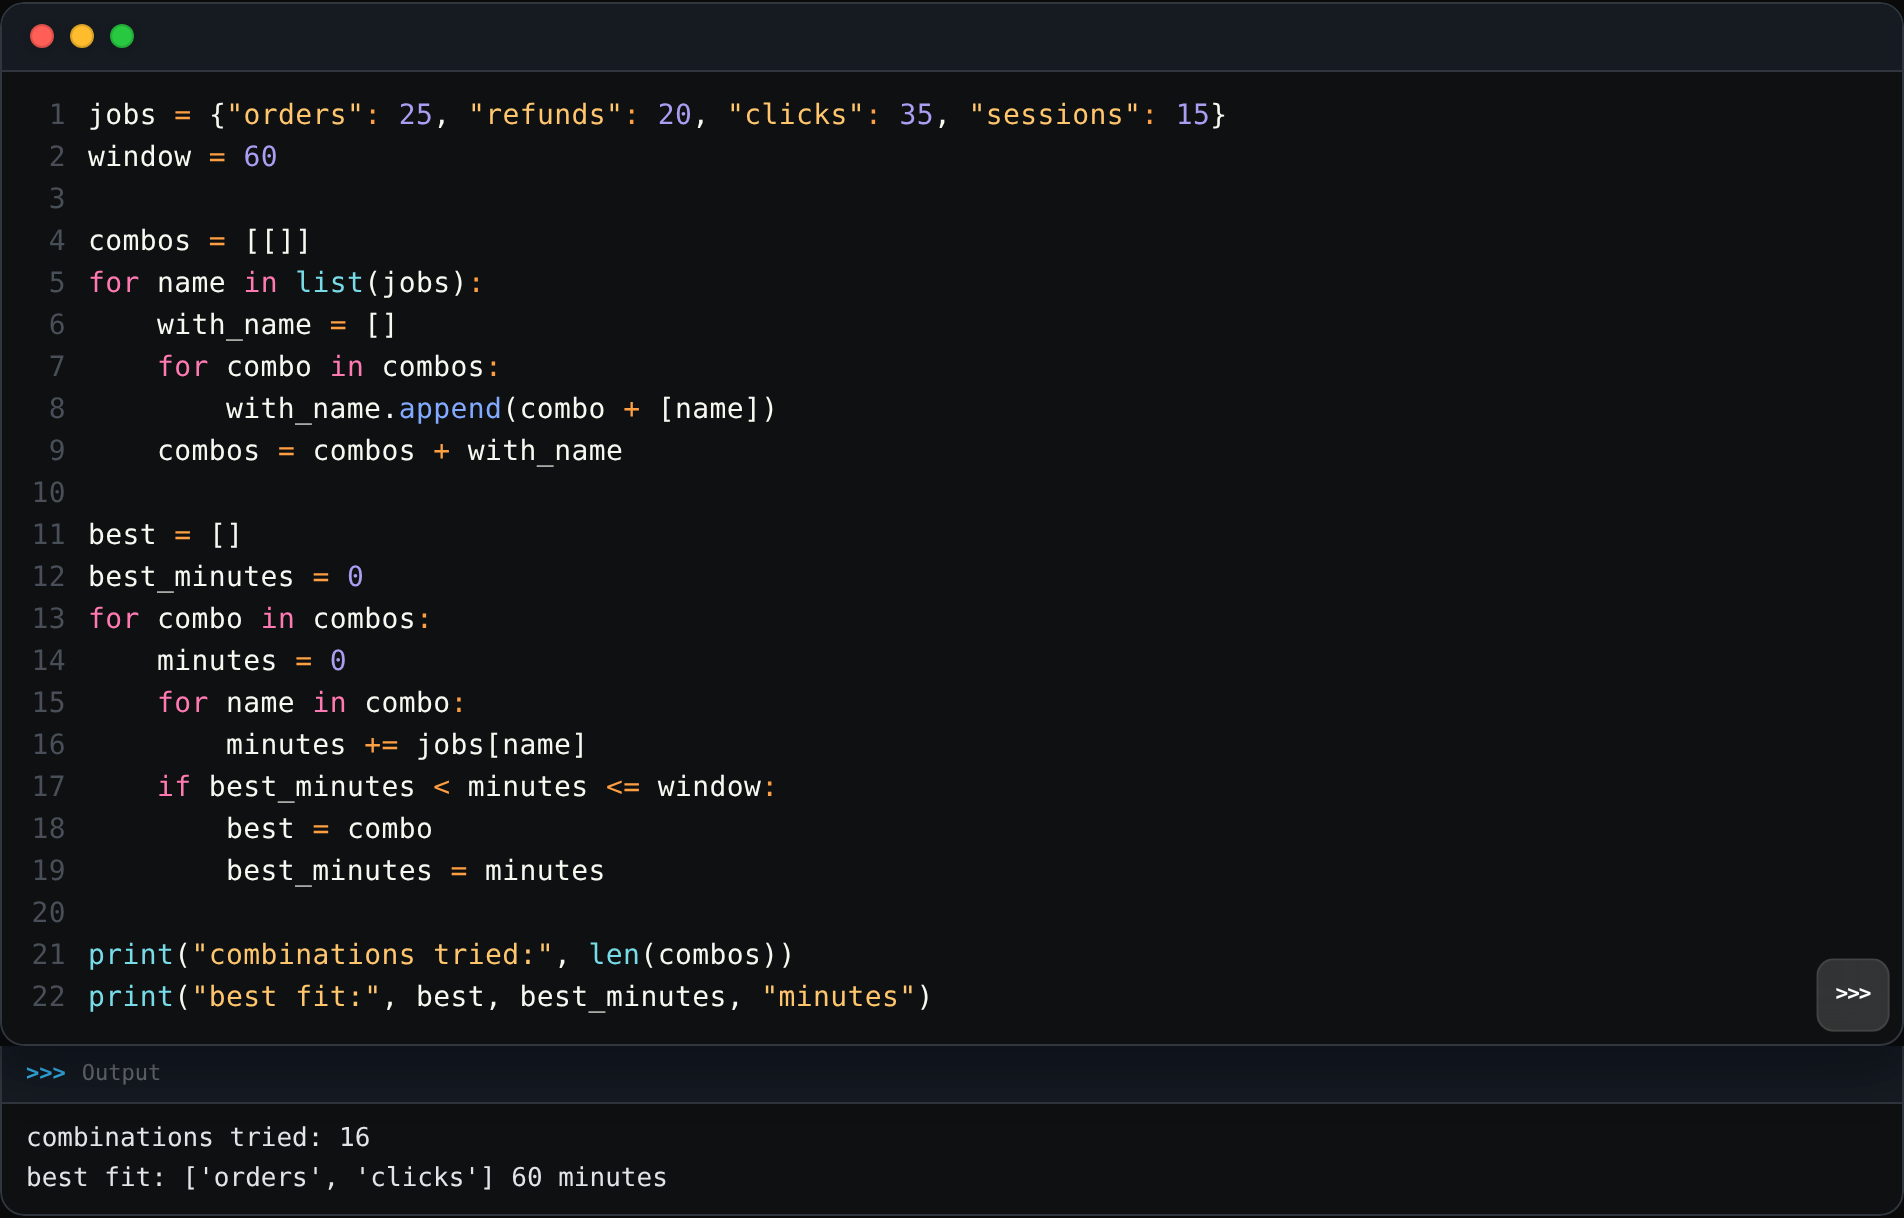 1 jobs = {"orders": 25, "refunds": 20, "clicks": 35, "sessions": 15}
2 window = 60
3
4 combos = [[]]
5 for name in list(jobs):
6     with_name = []
7     for combo in combos:
8         with_name.append(combo + [name])
9     combos = combos + with_name
10
11 best = []
12 best_minutes = 0
13 for combo in combos:
14     minutes = 0
15     for name in combo:
16         minutes += jobs[name]
17     if best_minutes < minutes <= window:
18         best = combo
19         best_minutes = minutes
20
21 print("combinations tried:", len(combos))
22 print("best fit:", best, best_minutes, "minutes")
>>>
>>> Output
combinations tried: 16
best fit: ['orders', 'clicks'] 60 minutes